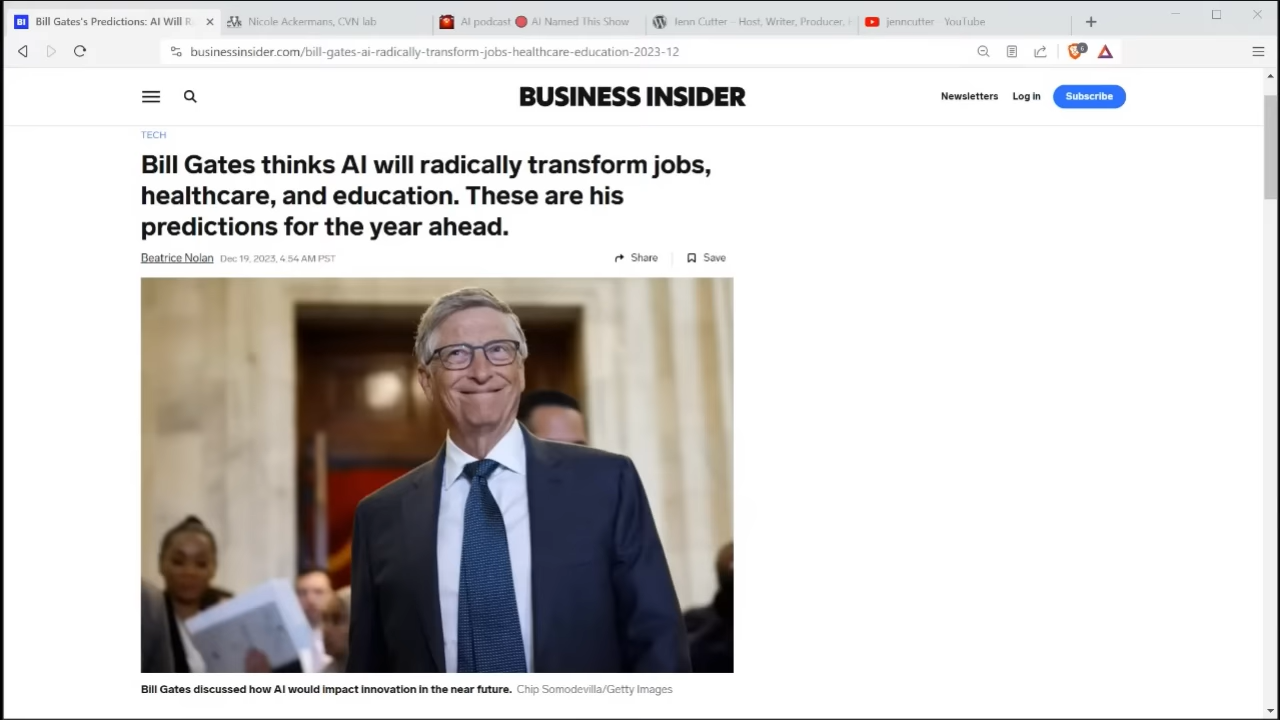 Bill Gates's Predictions: AI Will R
Nicole Ackermans, CVN lab
AI podcast 🔴 AI Named This Show
Jenn Cutter – Host, Writer, Producer,
jenncutter - YouTube
businessinsider.com/bill-gates-ai-radically-transform-jobs-healthcare-education-2023-12
6
BUSINESS INSIDER
Newsletters
Log in
Subscribe
TECH
Bill Gates thinks AI will radically transform jobs,
healthcare, and education. These are his
predictions for the year ahead.
Beatrice Nolan Dec 19, 2023, 4:54 AM PST
Share
Save
Bill Gates discussed how AI would impact innovation in the near future. Chip Somodevilla/Getty Images